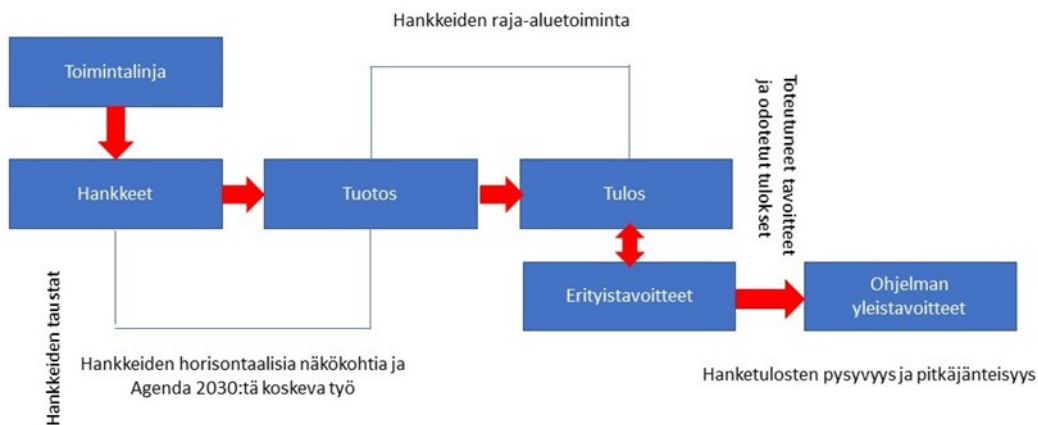 Hankkeiden raja-aluetoiminta
Toimintalinja
Toteutuneet tavoitteet
ja odotetut tulokset
Hankkeet
Tuotos
Tulos
Erityistavoitteet
Ohjelman
yleistavoitteet
Hankkeiden taustat
Hankkeiden horisontaalisia näkökohtia ja
Agenda 2030:tä koskeva työ
Hanketulosten pysyvyys ja pitkäjänteisyys